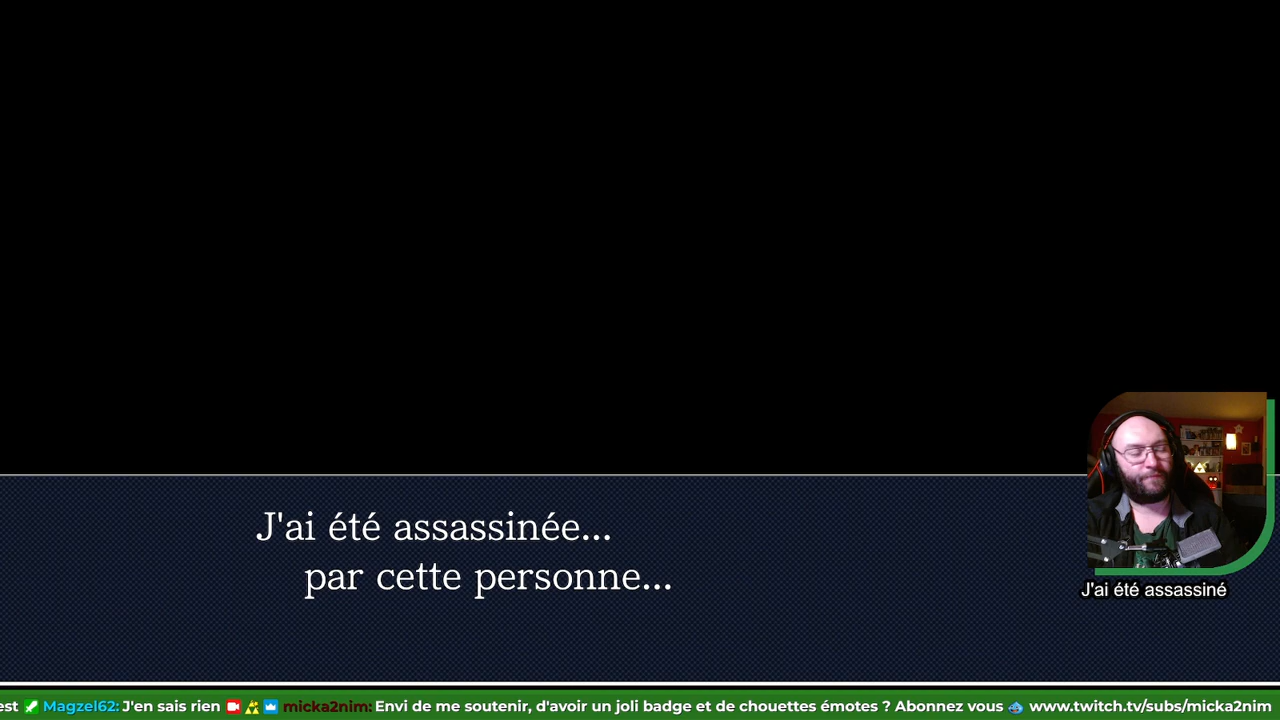 J'ai été assassinée...
par cette personne...
J'ai été assassiné
est Magzel62: J'en sais rien micka2nim: Envi de me soutenir, d'avoir un joli badge et de chouettes émotes ? Abonnez vous www.twitch.tv/subs/micka2nim